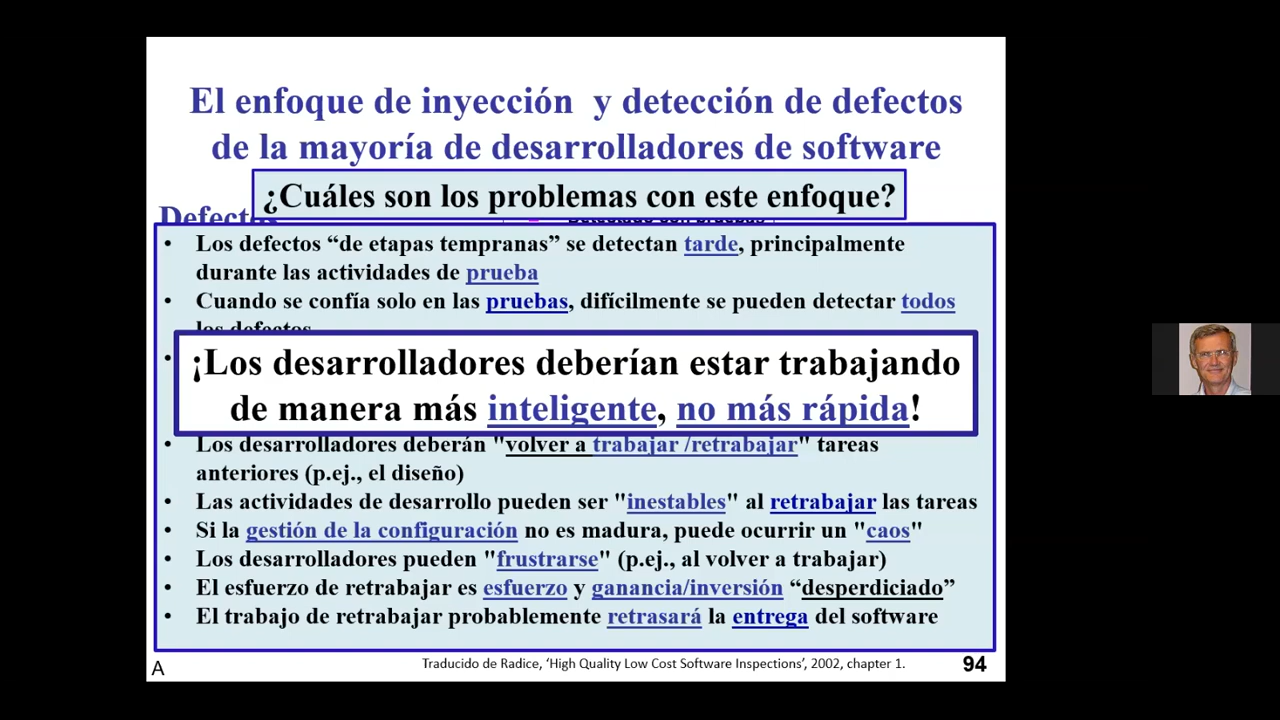 El enfoque de inyección y detección de defectos
de la mayoría de desarrolladores de software
¿Cuáles son los problemas con este enfoque?
Defectos
• Los defectos “de etapas tempranas” se detectan tarde, principalmente
durante las actividades de prueba
• Cuando se confía solo en las pruebas, difícilmente se pueden detectar todos
los defectos
•
¡Los desarrolladores deberían estar trabajando
de manera más inteligente, no más rápida!
• Los desarrolladores deberán "volver a trabajar /retrabajar" tareas
anteriores (p.ej., el diseño)
• Las actividades de desarrollo pueden ser "inestables" al retrabajar las tareas
• Si la gestión de la configuración no es madura, puede ocurrir un "caos"
• Los desarrolladores pueden "frustrarse" (p.ej., al volver a trabajar)
• El esfuerzo de retrabajar es esfuerzo y ganancia/inversión “desperdiciado”
• El trabajo de retrabajar probablemente retrasará la entrega del software
A
Traducido de Radice, ‘High Quality Low Cost Software Inspections’, 2002, chapter 1.
94